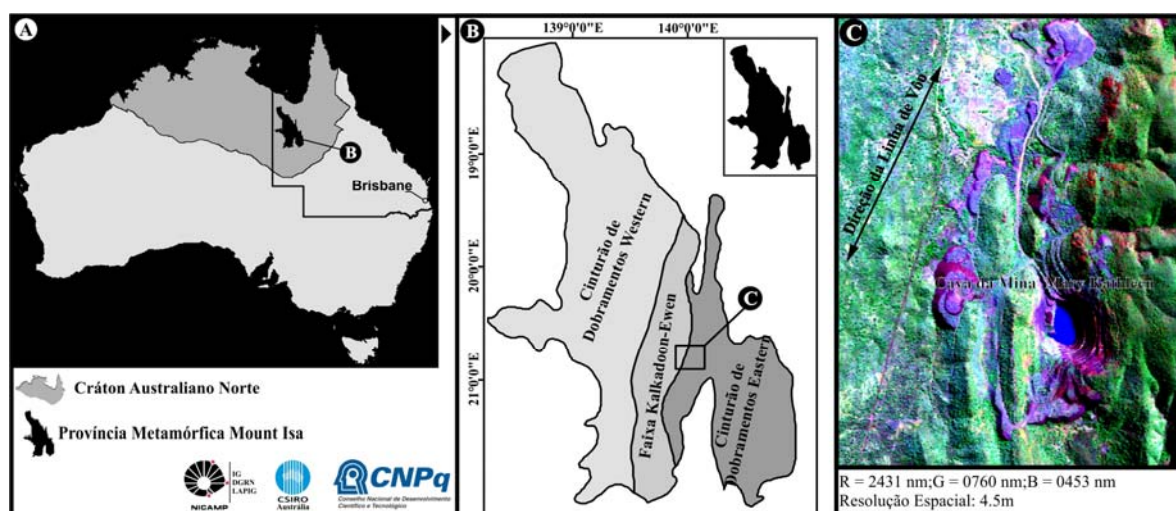 A
B
Brisbane
Cráton Australiano Norte
Província Metamórfica Mount Isa
IG
DGRN
LAPIG
NICAMP
CSIRO
Austrália
CNPq
Conselho Nacional de Desenvolvimento
Científico e Tecnológico
B
139°0'0"E
140°0'0"E
19°0'0"E
20°0'0"E
21°0'0"E
Cinturão de
Dobramentos Western
Faixa Kalkadoon-Ewen
C
Cinturão de
Dobramentos Eastern
C
Direção da Linha de Vôo
Cava da Mina Mary Kathleen
R = 2431 nm;G = 0760 nm;B = 0453 nm
Resolução Espacial: 4.5m